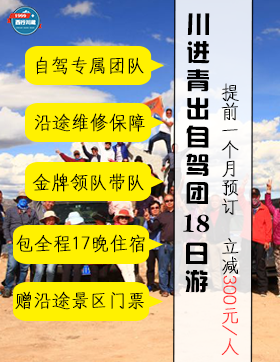 1999
西行川藏
自驾专属团队
沿途维修保障
金牌领队带队
包全程17晚住宿
赠沿途景区门票
川进青出自驾团18日游
提前一个月预订 立减300元/人